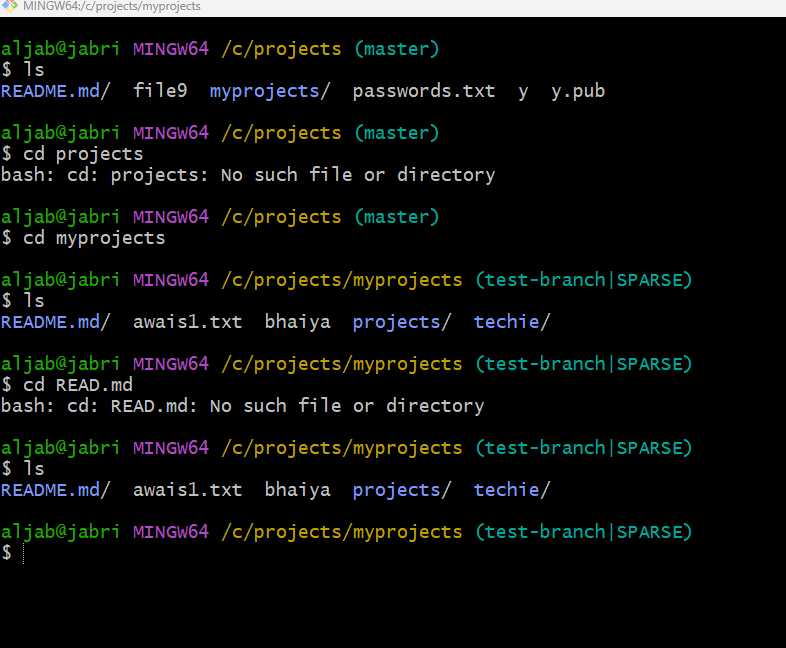 MINGW64:/c/projects/myprojects
aljab@jabri MINGW64 /c/projects (master)
$ ls
README.md/  file9  myprojects/  passwords.txt  y  y.pub
aljab@jabri MINGW64 /c/projects (master)
$ cd projects
bash: cd: projects: No such file or directory
aljab@jabri MINGW64 /c/projects (master)
$ cd myprojects
aljab@jabri MINGW64 /c/projects/myprojects (test-branch|SPARSE)
$ ls
README.md/  awais1.txt  bhaiya  projects/  techie/
aljab@jabri MINGW64 /c/projects/myprojects (test-branch|SPARSE)
$ cd READ.md
bash: cd: READ.md: No such file or directory
aljab@jabri MINGW64 /c/projects/myprojects (test-branch|SPARSE)
$ ls
README.md/  awais1.txt  bhaiya  projects/  techie/
aljab@jabri MINGW64 /c/projects/myprojects (test-branch|SPARSE)
$